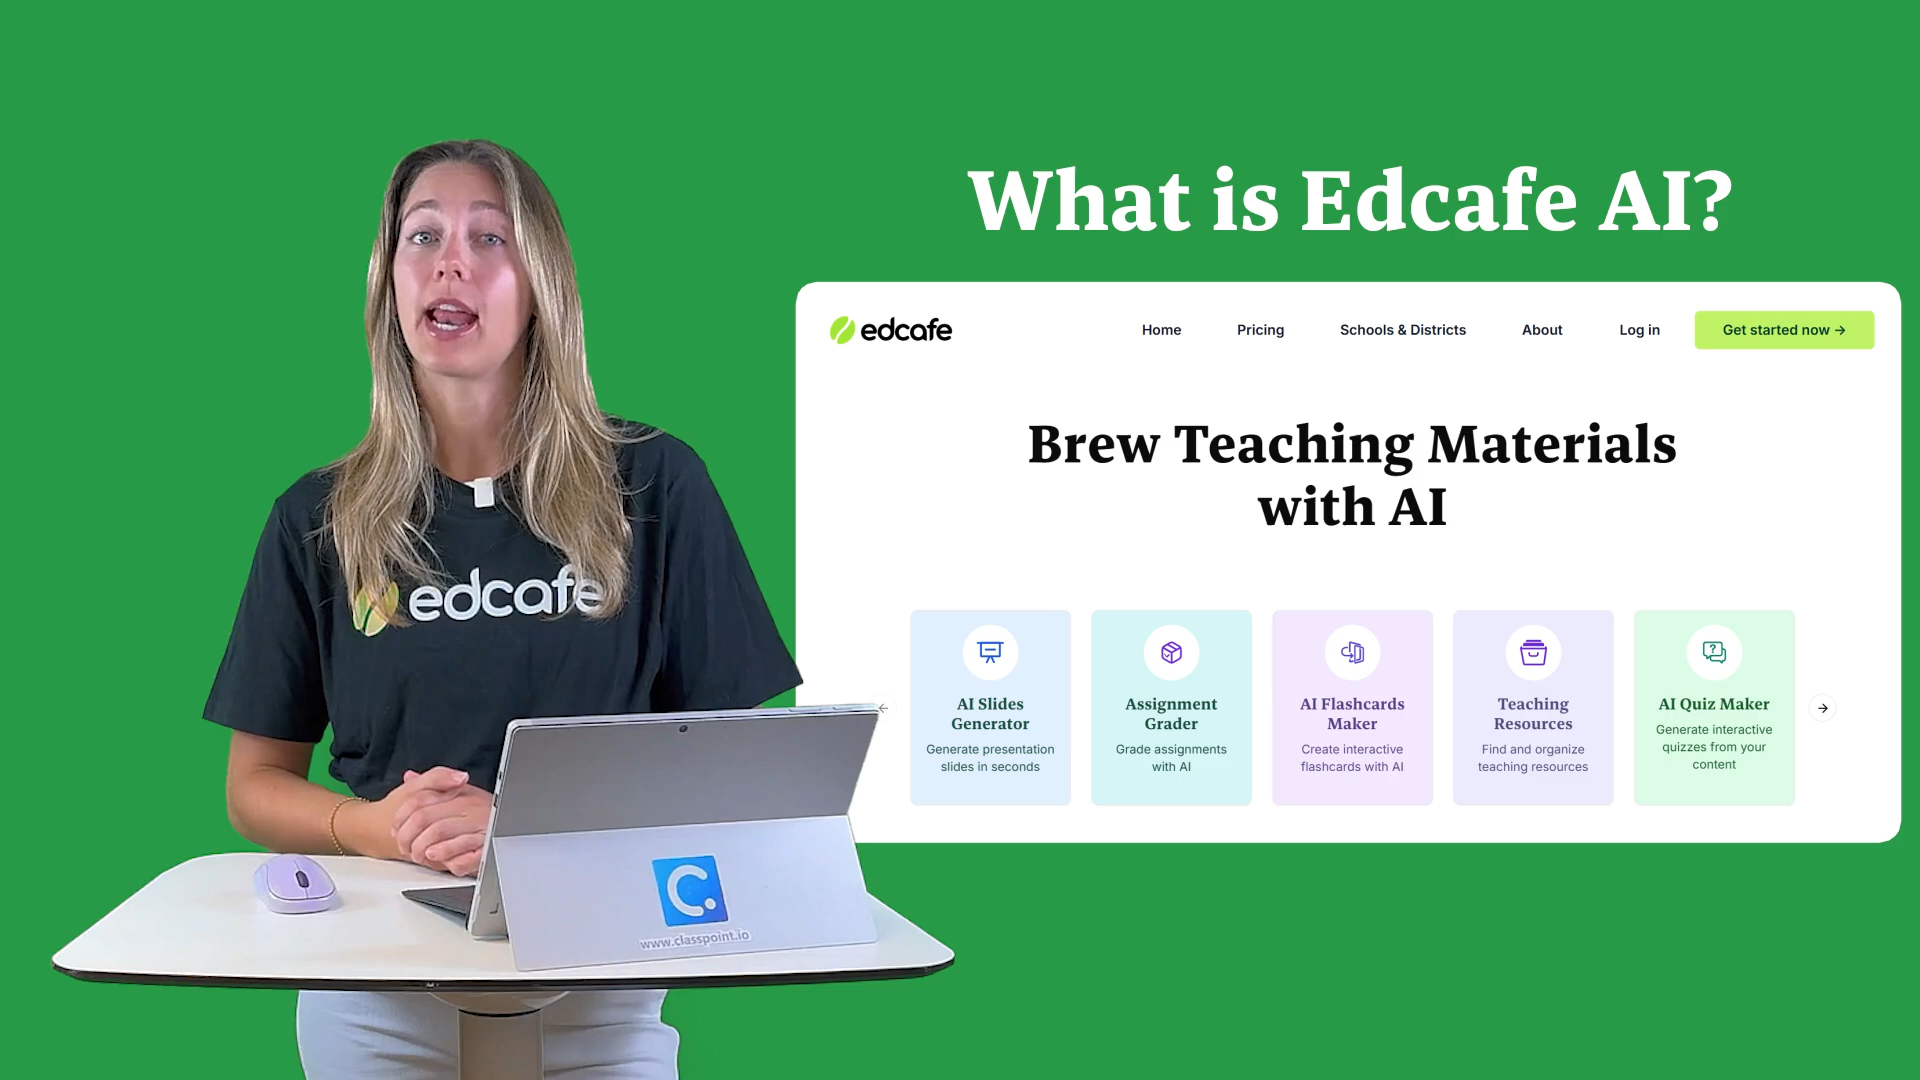 What is Edcafe AI?
edcafe
Home
Pricing
Schools & Districts
About
Log in
Get started now →
Brew Teaching Materials
with AI
AI Slides
Generator
Generate presentation
slides in seconds
Assignment
Grader
Grade assignments
with AI
AI Flashcards
Maker
Create interactive
flashcards with AI
Teaching
Resources
Find and organize
teaching resources
AI Quiz Maker
Generate interactive
quizzes from your
content
edcafe
C.
www.classpoint.io